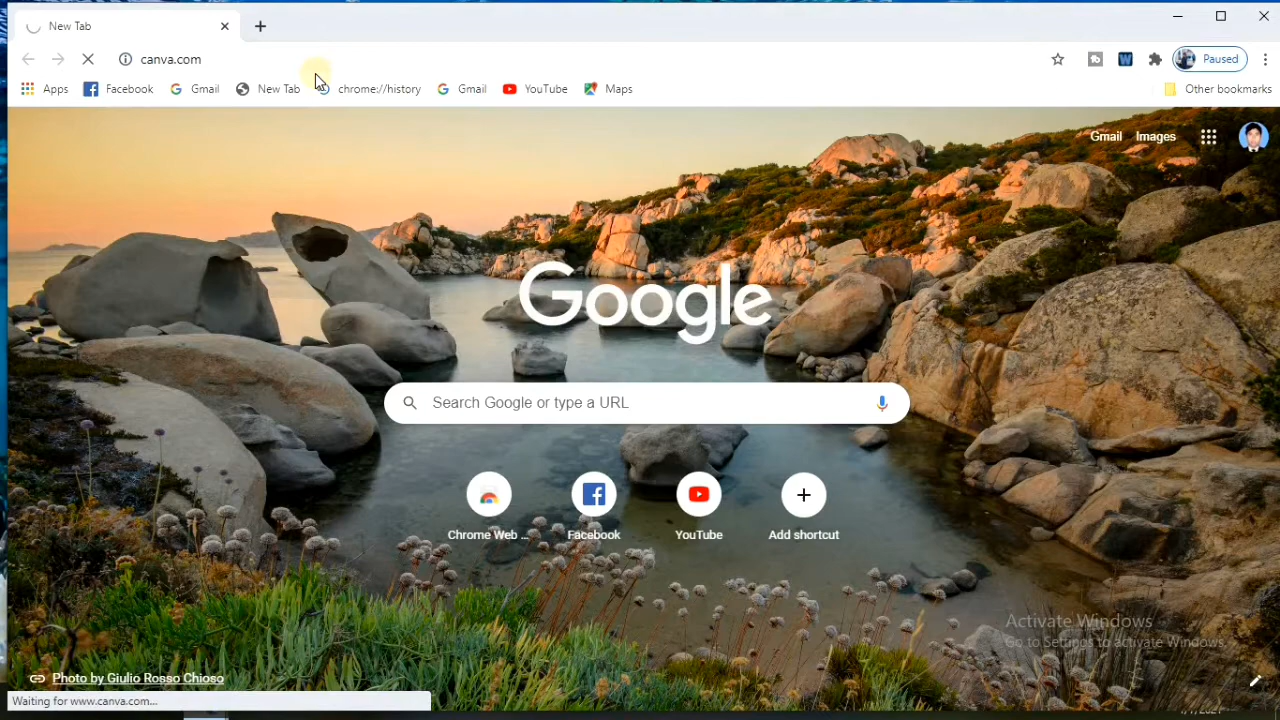 New Tab
canva.com
Paused
Apps
Facebook
Gmail
New Tab
chrome://history
Gmail
YouTube
Maps
Other bookmarks
Gmail
Images
Google
Search Google or type a URL
Chrome Web ...
Facebook
YouTube
Add shortcut
Activate Windows
Go to Settings to activate Windows.
Photo by Giulio Rosso Chioso
Waiting for www.canva.com...